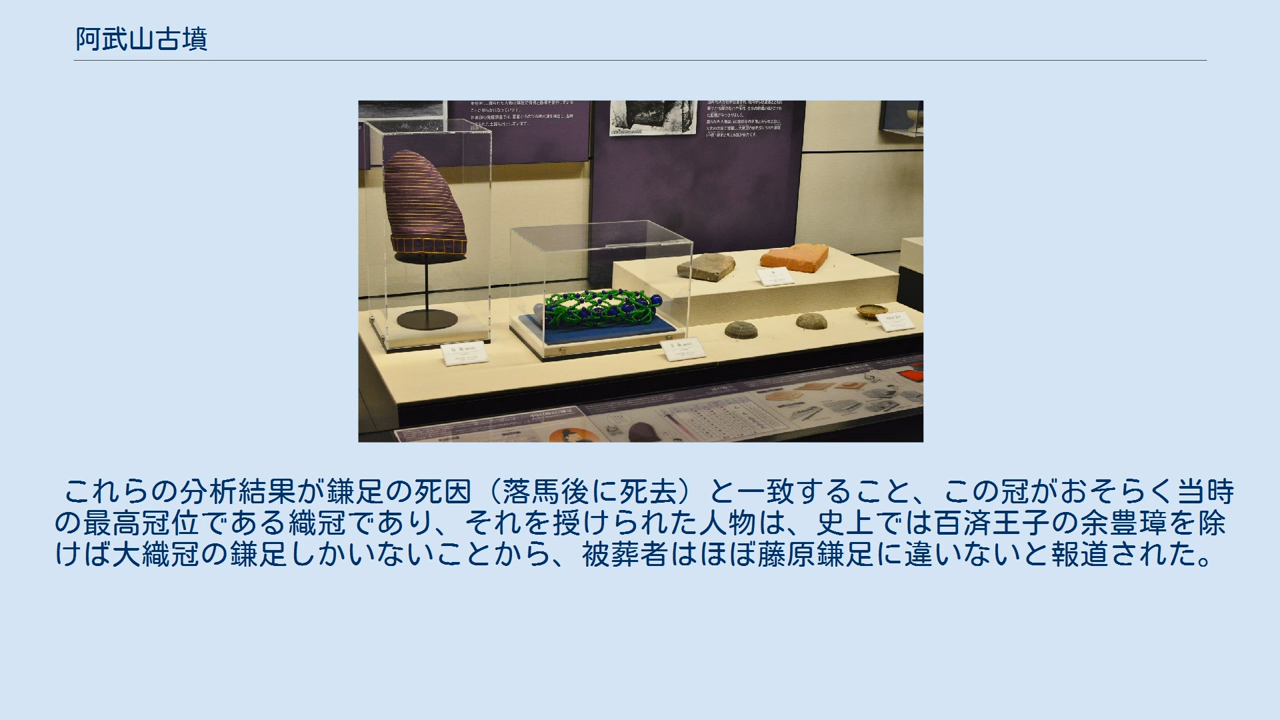 阿武山古墳
これらの分析結果が鎌足の死因（落馬後に死去）と一致すること、この冠がおそらく当時
の最高冠位である織冠であり、それを授けられた人物は、史上では百済王子の余豊璋を除
けば大織冠の鎌足しかいないことから、被葬者はほぼ藤原鎌足に違いないと報道された。